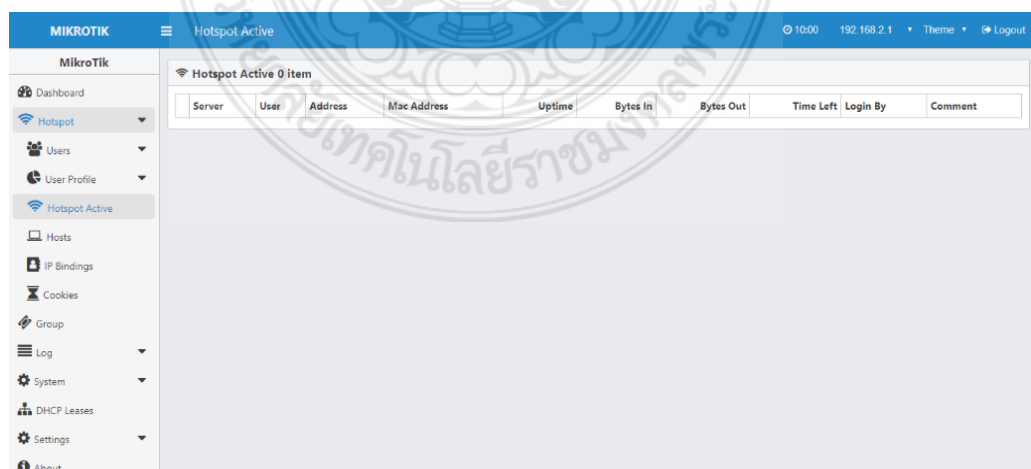 MIKROTIK
Hotspot Active
10:00
192.168.2.1
Theme
Logout
MikroTik
Dashboard
Hotspot
Users
User Profile
Hotspot Active
Hosts
IP Bindings
Cookies
Group
Log
System
DHCP Leases
Settings
About
Hotspot Active 0 item
Server User Address Mac Address Uptime Bytes In Bytes Out Time Left Login By Comment